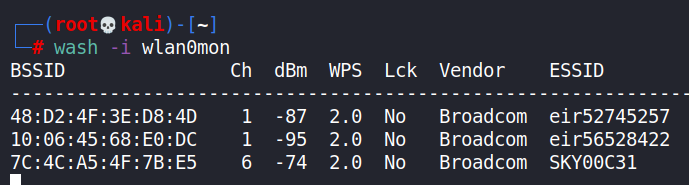 (root💀kali)-[~]
# wash -i wlan0mon
BSSID Ch dBm WPS Lck Vendor ESSID
--------------------------------------------------------------------------------
48:D2:4F:3E:D8:4D 1 -87 2.0 No Broadcom eir52745257
10:06:45:68:E0:DC 1 -95 2.0 No Broadcom eir56528422
7C:4C:A5:4F:7B:E5 6 -74 2.0 No Broadcom SKY00C31